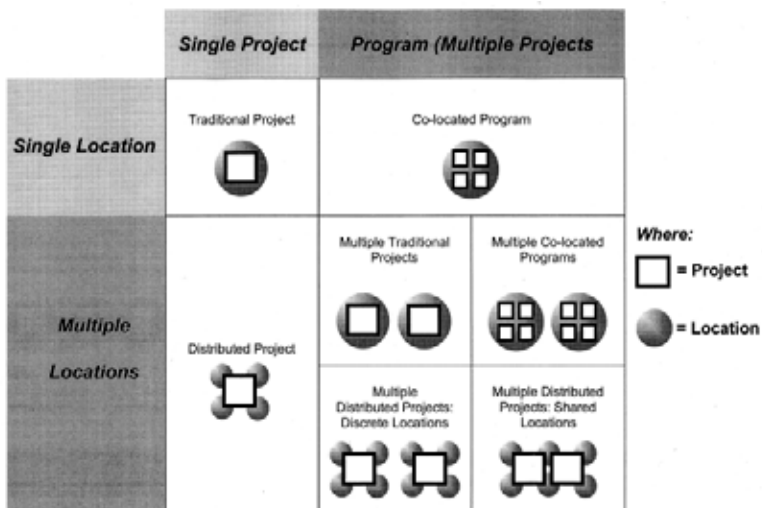 Single Project
Program (Multiple Projects
Single Location
Traditional Project
Co-located Program
Multiple
Locations
Distributed Project
Multiple Traditional
Projects
Multiple Co-located
Programs
Multiple
Distributed Projects:
Discrete Locations
Multiple Distributed
Projects: Shared
Locations
Where:
= Project
= Location